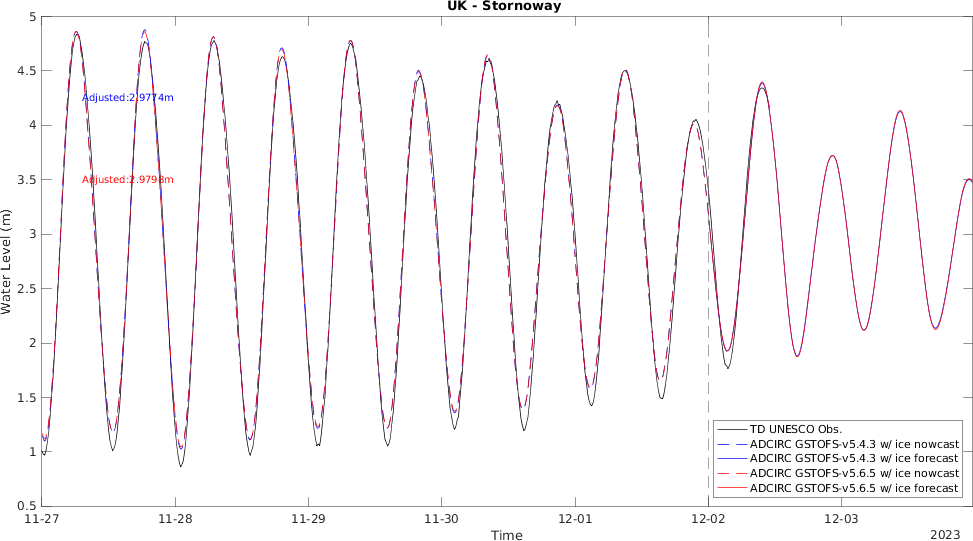 UK - Stornoway
5
4.5
Adjusted:2.9774m
4
3.5
Adjusted:2.9798m
3
Water Level (m)
2.5
2
1.5
1
0.5
TD UNESCO Obs.
ADCIRC GSTOFS-v5.4.3 w/ ice nowcast
ADCIRC GSTOFS-v5.4.3 w/ ice forecast
ADCIRC GSTOFS-v5.6.5 w/ ice nowcast
ADCIRC GSTOFS-v5.6.5 w/ ice forecast
11-27 11-28 11-29 11-30 12-01 12-02 12-03
Time
2023